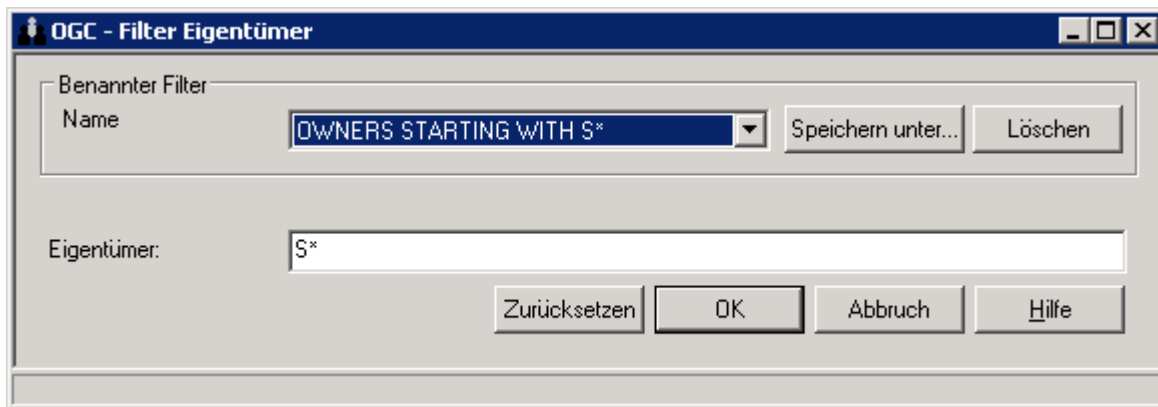 OGC - Filter Eigentümer
Benannter Filter
Name OWNERS STARTING WITH S* Speichern unter... Löschen
Eigentümer: S*
Zurücksetzen OK Abbruch Hilfe